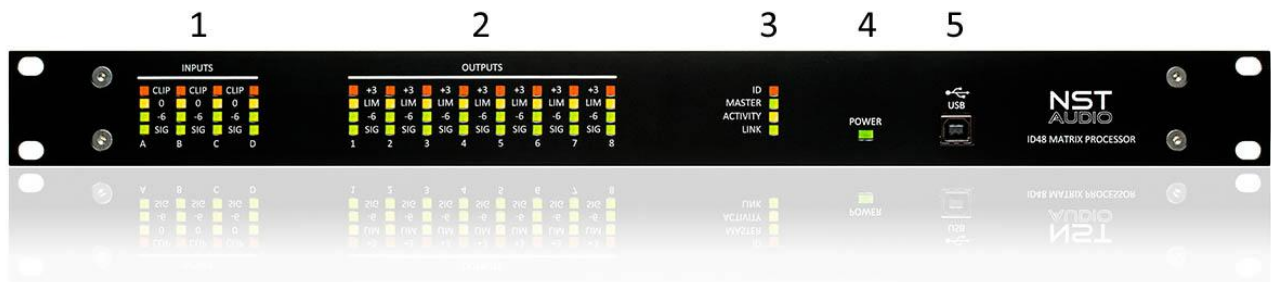 1 2 3 4 5
INPUTS
CLIP CLIP CLIP
0 0 0
-6 -6 -6
SIG SIG SIG
A B C D
OUTPUTS
+3 +3 +3 +3 +3 +3 +3
LIM LIM LIM LIM LIM LIM LIM
-6 -6 -6 -6 -6 -6 -6
SIG SIG SIG SIG SIG SIG SIG
1 2 3 4 5 6 7 8
ID
MASTER
ACTIVITY
LINK
POWER
USB
NST
AUDIO
ID48 MATRIX PROCESSOR